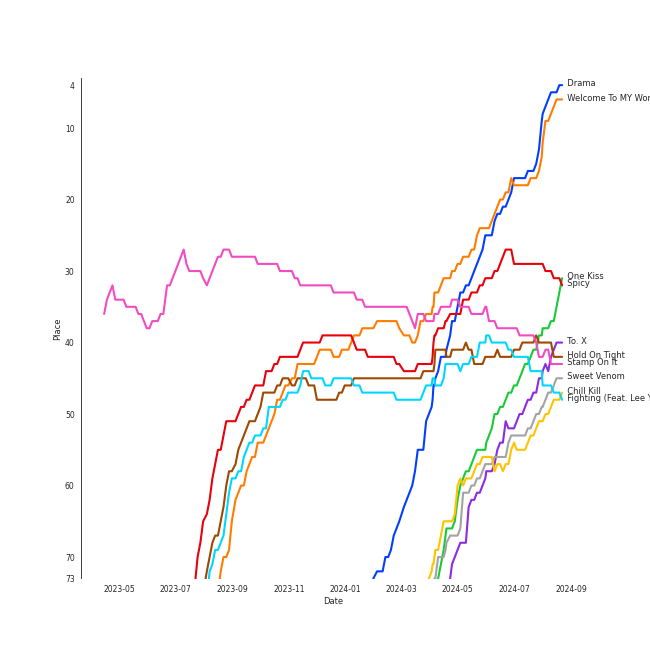 4
10
20
30
40
50
60
70
73
Place
2023-05
2023-07
2023-09
2023-11
2024-01
2024-03
2024-05
2024-07
2024-09
Date
Drama
Welcome To MY Wor
One Kiss
Spicy
To. X
Hold On Tight
Stamp On It
Sweet Venom
Chill Kill
Fighting (Feat. Lee Y